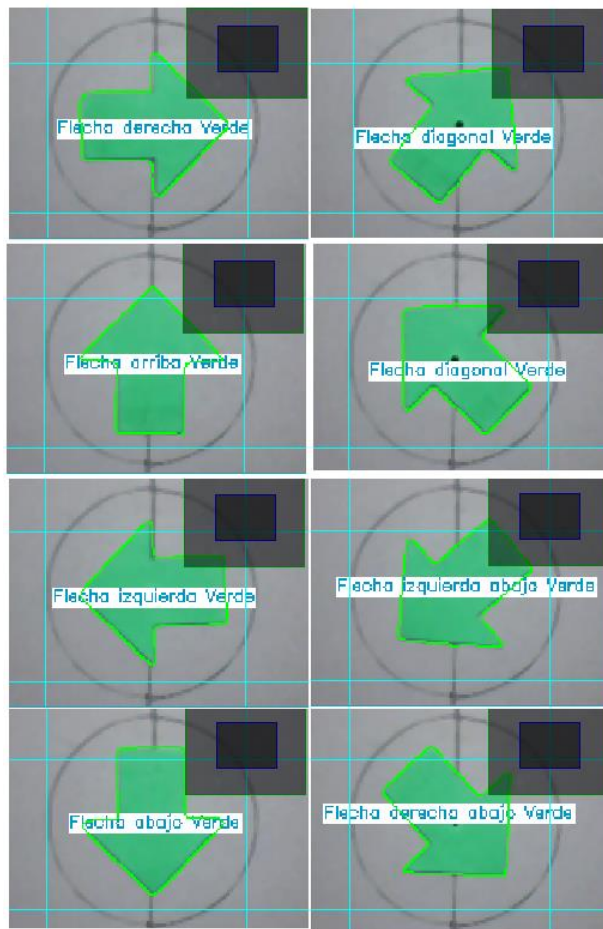 Flecha derecha Verde
Flecha diagonal Verde
Flecha arriba Verde
Flecha diagonal Verde
Flecha izquierda Verde
Flecha izquierda abajo Verde
Flecha abajo Verde
Flecha derecha abajo Verde